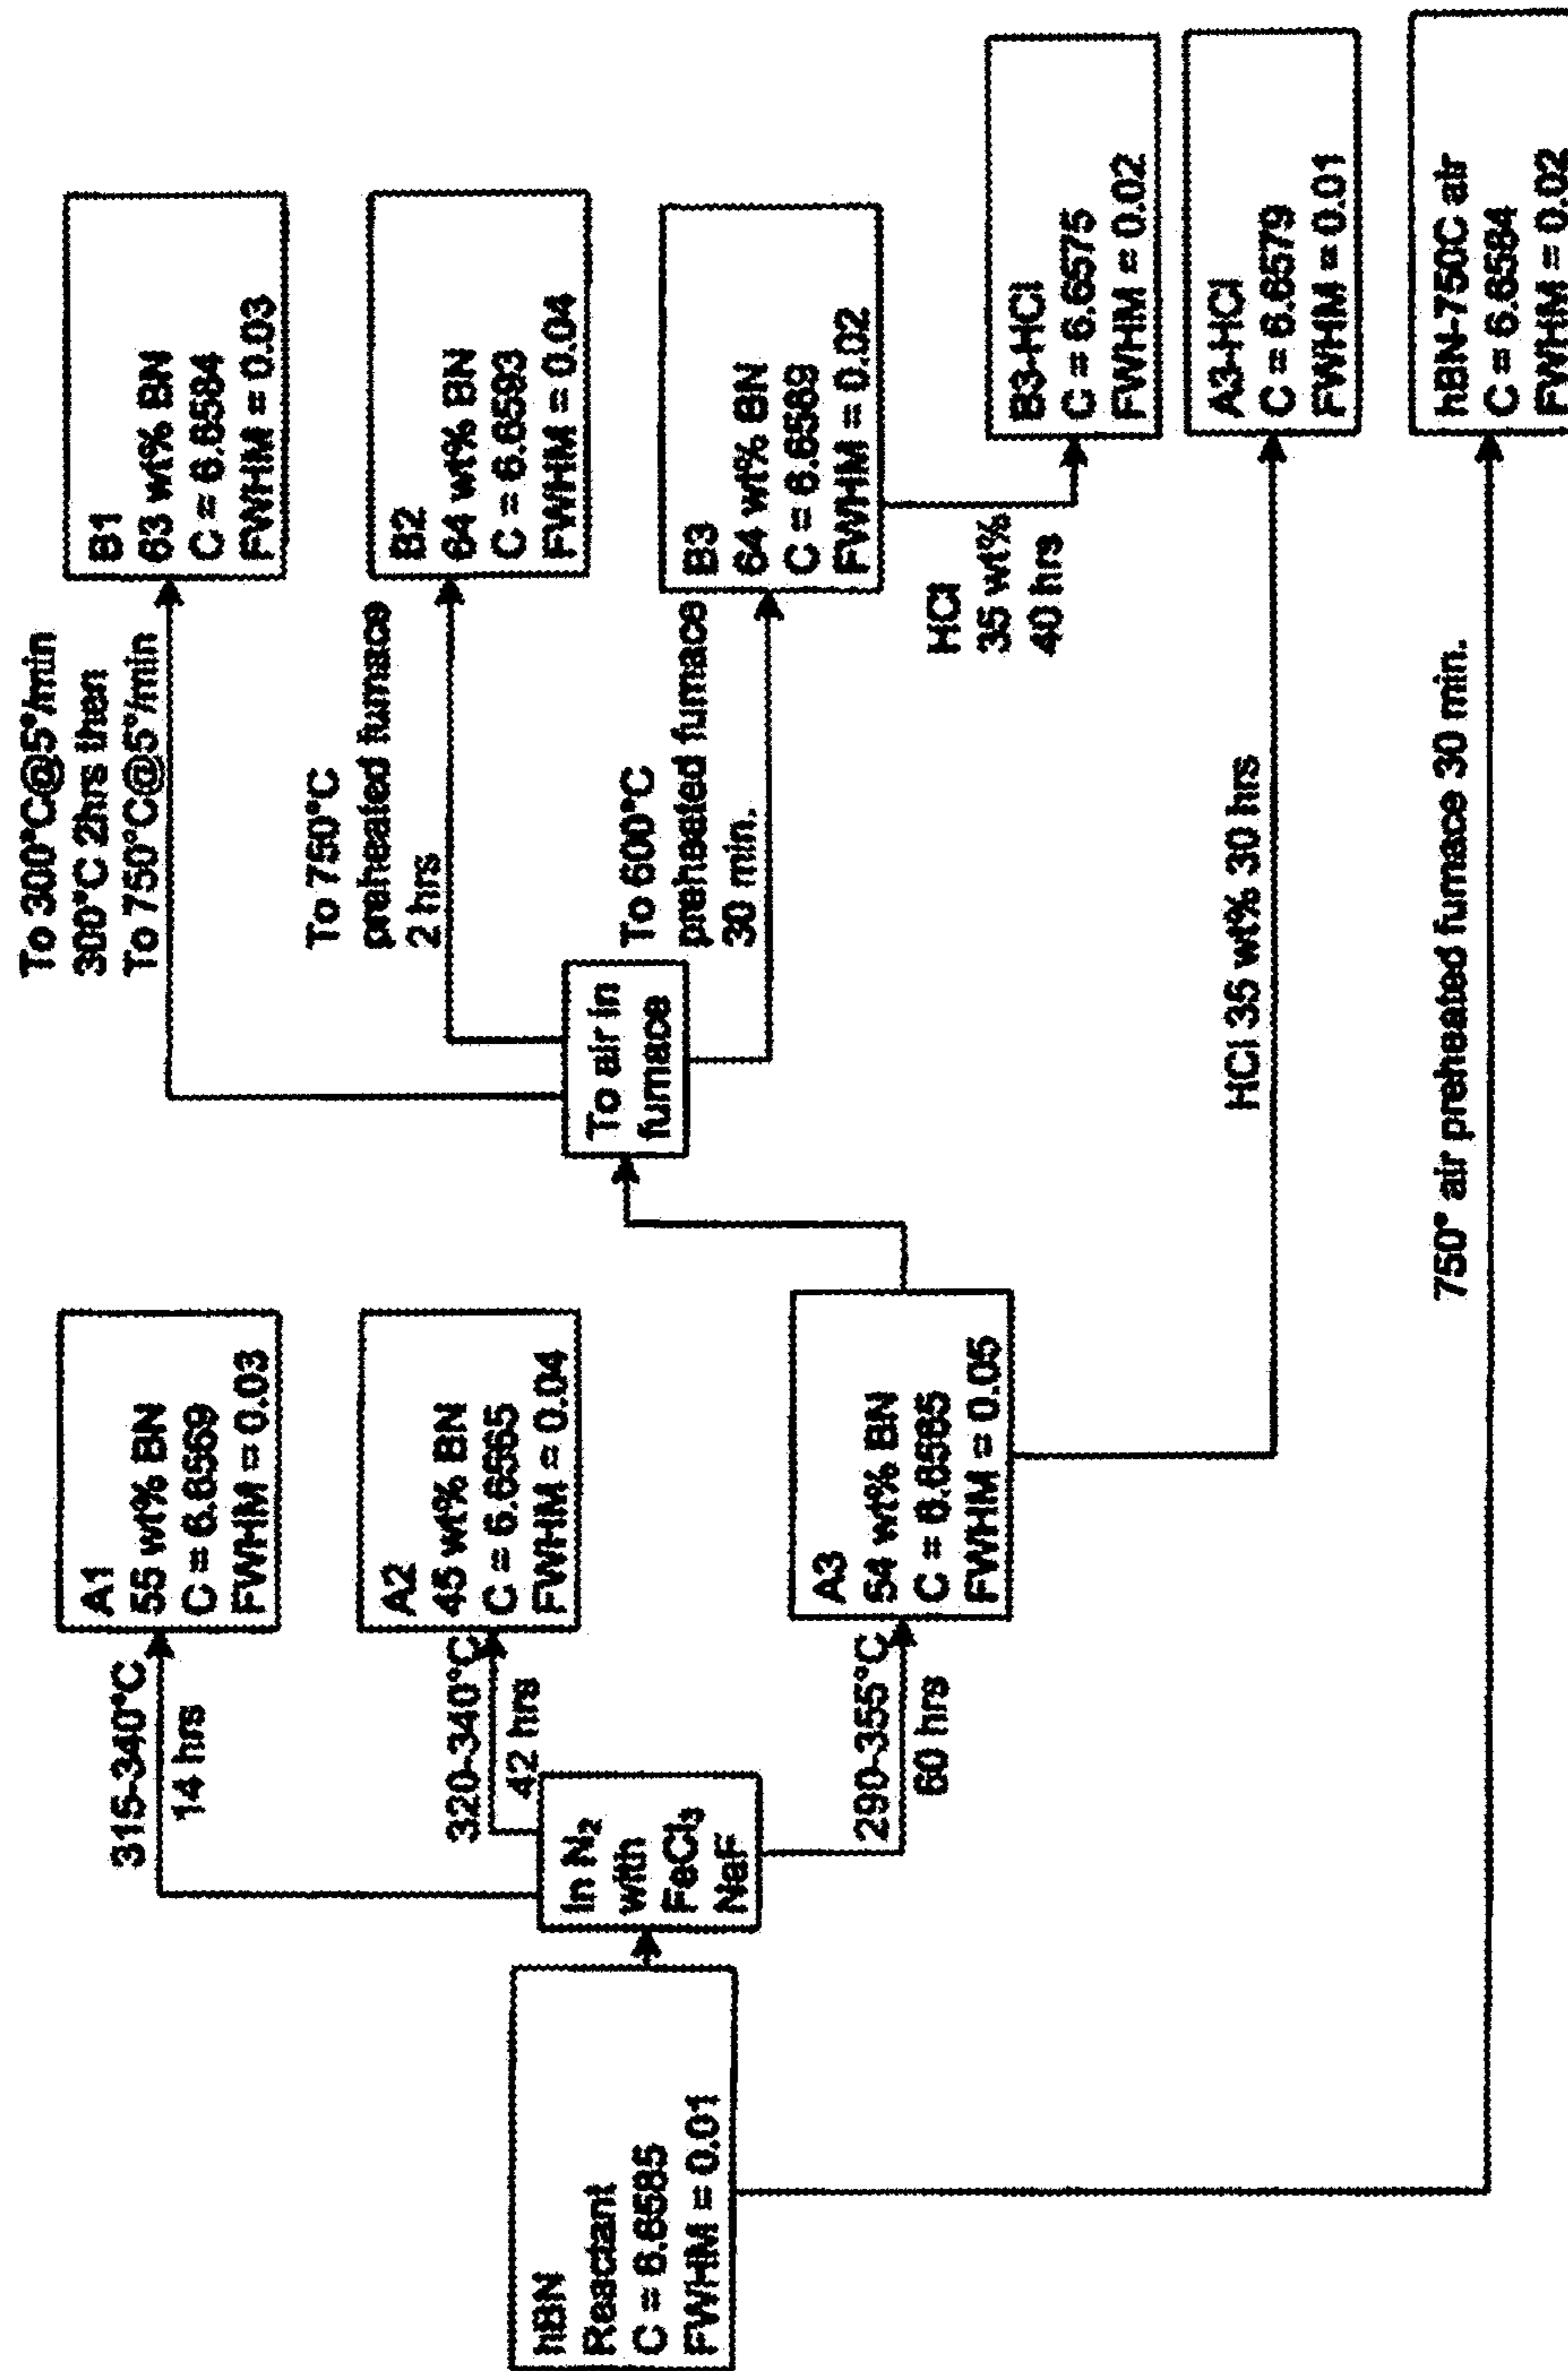 hBN
Reactant
C = 6.6585
FWHM = 0.01
In N₂
with
FeCl₃
NaF
315-340°C
14 hrs
320-340°C
42 hrs
290-355°C
60 hrs
A1
55 wt% BN
C = 6.6569
FWHM = 0.03
A2
45 wt% BN
C = 6.6565
FWHM = 0.04
A3
54 wt% BN
C = 6.6585
FWHM = 0.05
To air in
furnace
To 300°C@5°/min
300°C 2hrs then
To 750°C@5°/min
To 750°C
preheated furnace
2 hrs
To 600°C
preheated furnace
30 min.
B1
63 wt% BN
C = 6.6584
FWHM = 0.03
B2
64 wt% BN
C = 6.6593
FWHM = 0.04
B3
64 wt% BN
C = 6.6589
FWHM = 0.02
HCl
35 wt%
40 hrs
B3-HCl
C = 6.6575
FWHM = 0.02
HCl 35 wt% 30 hrs
A3-HCl
C = 6.6579
FWHM = 0.01
750° air preheated furnace 30 min.
hBN-750C air
C = 6.6584
FWHM = 0.02